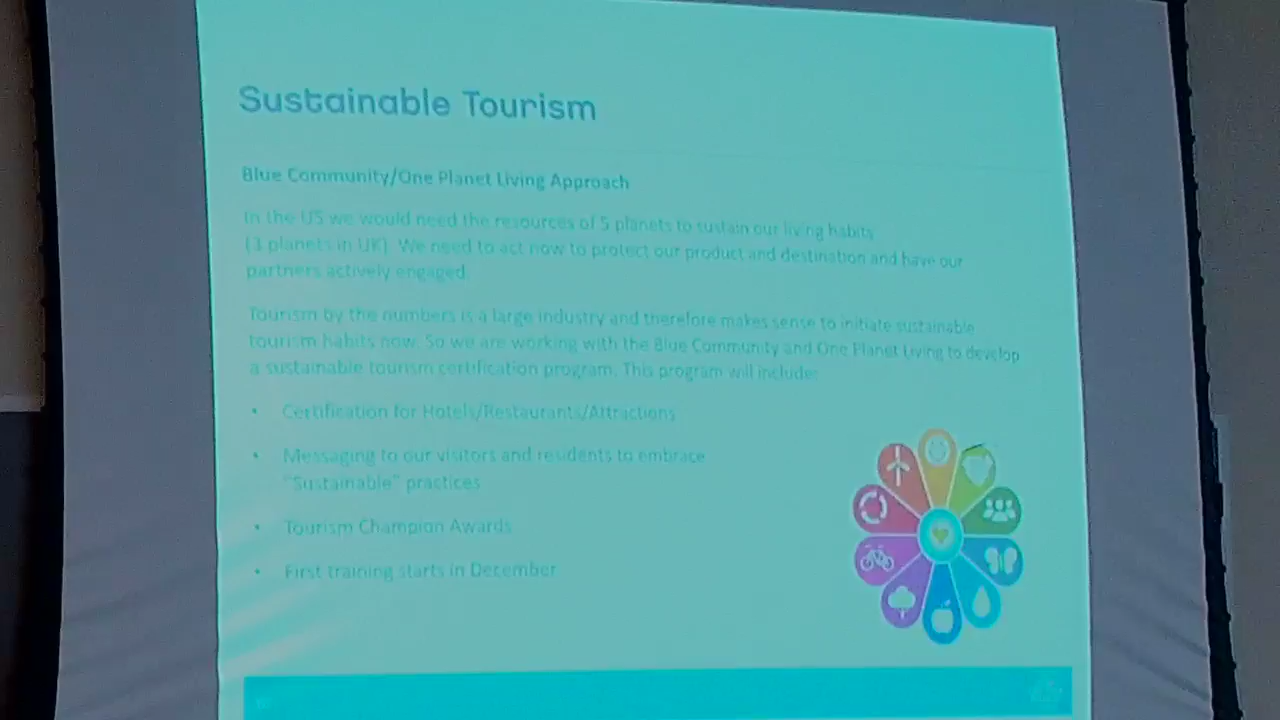 Sustainable Tourism
Blue Community/One Planet Living Approach
In the US we would need the resources of 5 planets to sustain our living habits
(3 planets in UK). We need to act now to protect our product and destination and have our
partners actively engaged.
Tourism by the numbers is a large industry and therefore makes sense to initiate sustainable
tourism habits now. So we are working with the Blue Community and One Planet Living to develop
a sustainable tourism certification program. This program will include:
• Certification for Hotels/Restaurants/Attractions
• Messaging to our visitors and residents to embrace
"Sustainable" practices
• Tourism Champion Awards
• First training starts in December